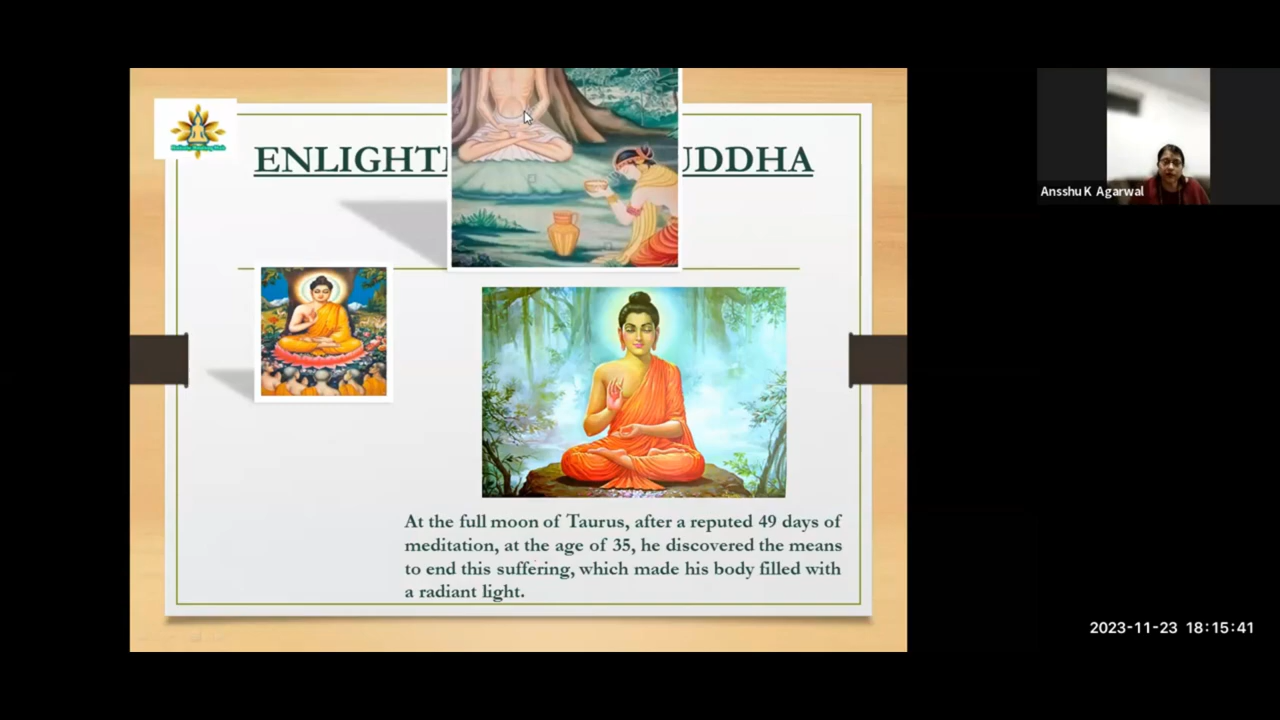 ENLIGHT UDDHA
Ansshu K Agarwal
At the full moon of Taurus, after a reputed 49 days of
meditation, at the age of 35, he discovered the means
to end this suffering, which made his body filled with
a radiant light.
2023-11-23 18:15:41